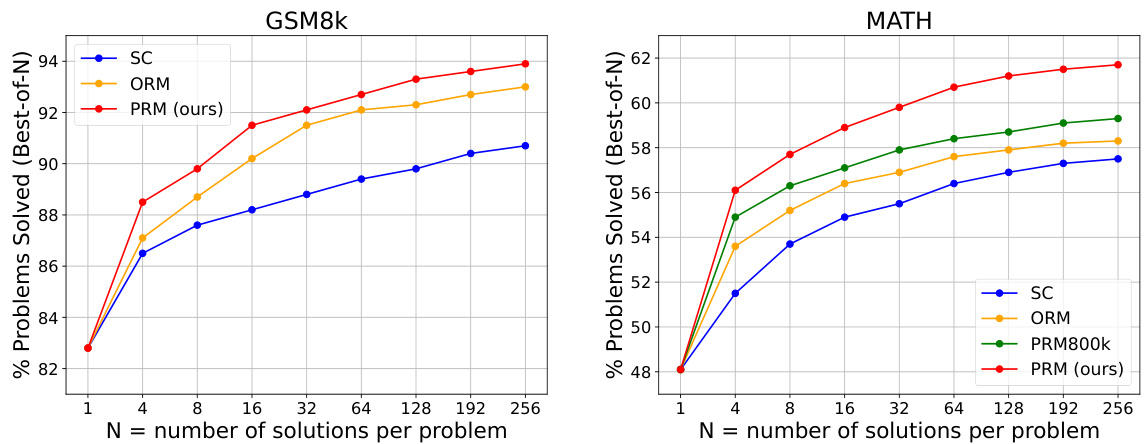 GSM8k
% Problems Solved (Best-of-N)
94
92
90
88
86
84
82
SC
ORM
PRM (ours)
1 4 8 16 32 64 128 192 256
N = number of solutions per problem
MATH
% Problems Solved (Best-of-N)
62
60
58
56
54
52
50
48
SC
ORM
PRM800k
PRM (ours)
1 4 8 16 32 64 128 192 256
N = number of solutions per problem